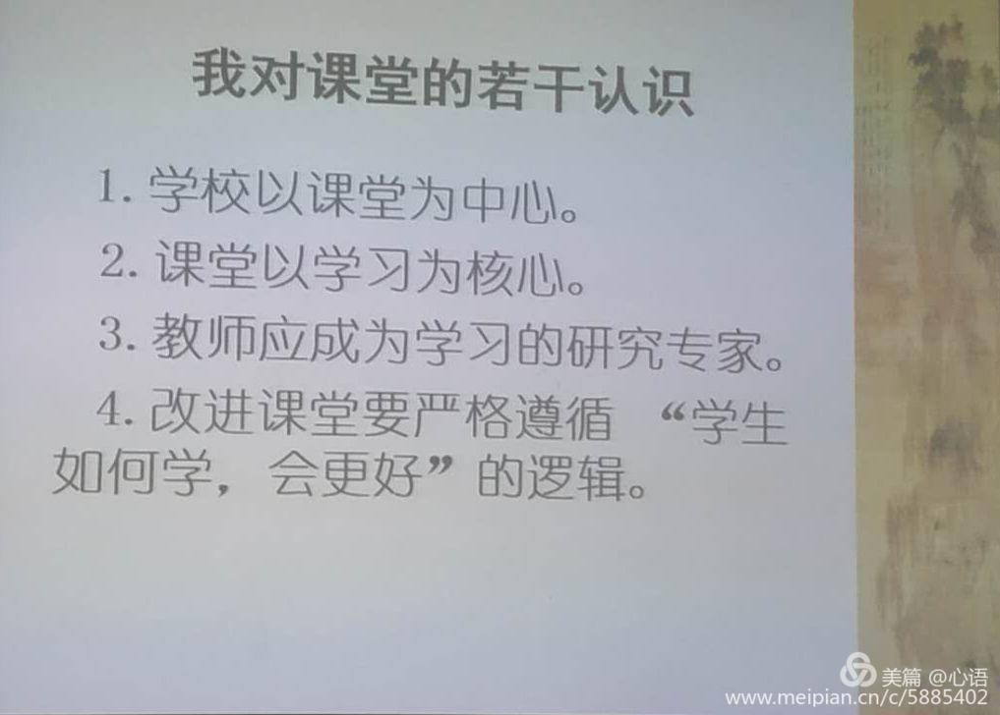 我对课堂的若干认识
1. 学校以课堂为中心。
2. 课堂以学习为核心。
3. 教师应成为学习的研究专家。
4. 改进课堂要严格遵循 “学生
如何学，会更好”的逻辑。
美篇 @心语
www.meipian.cn/c/5885402